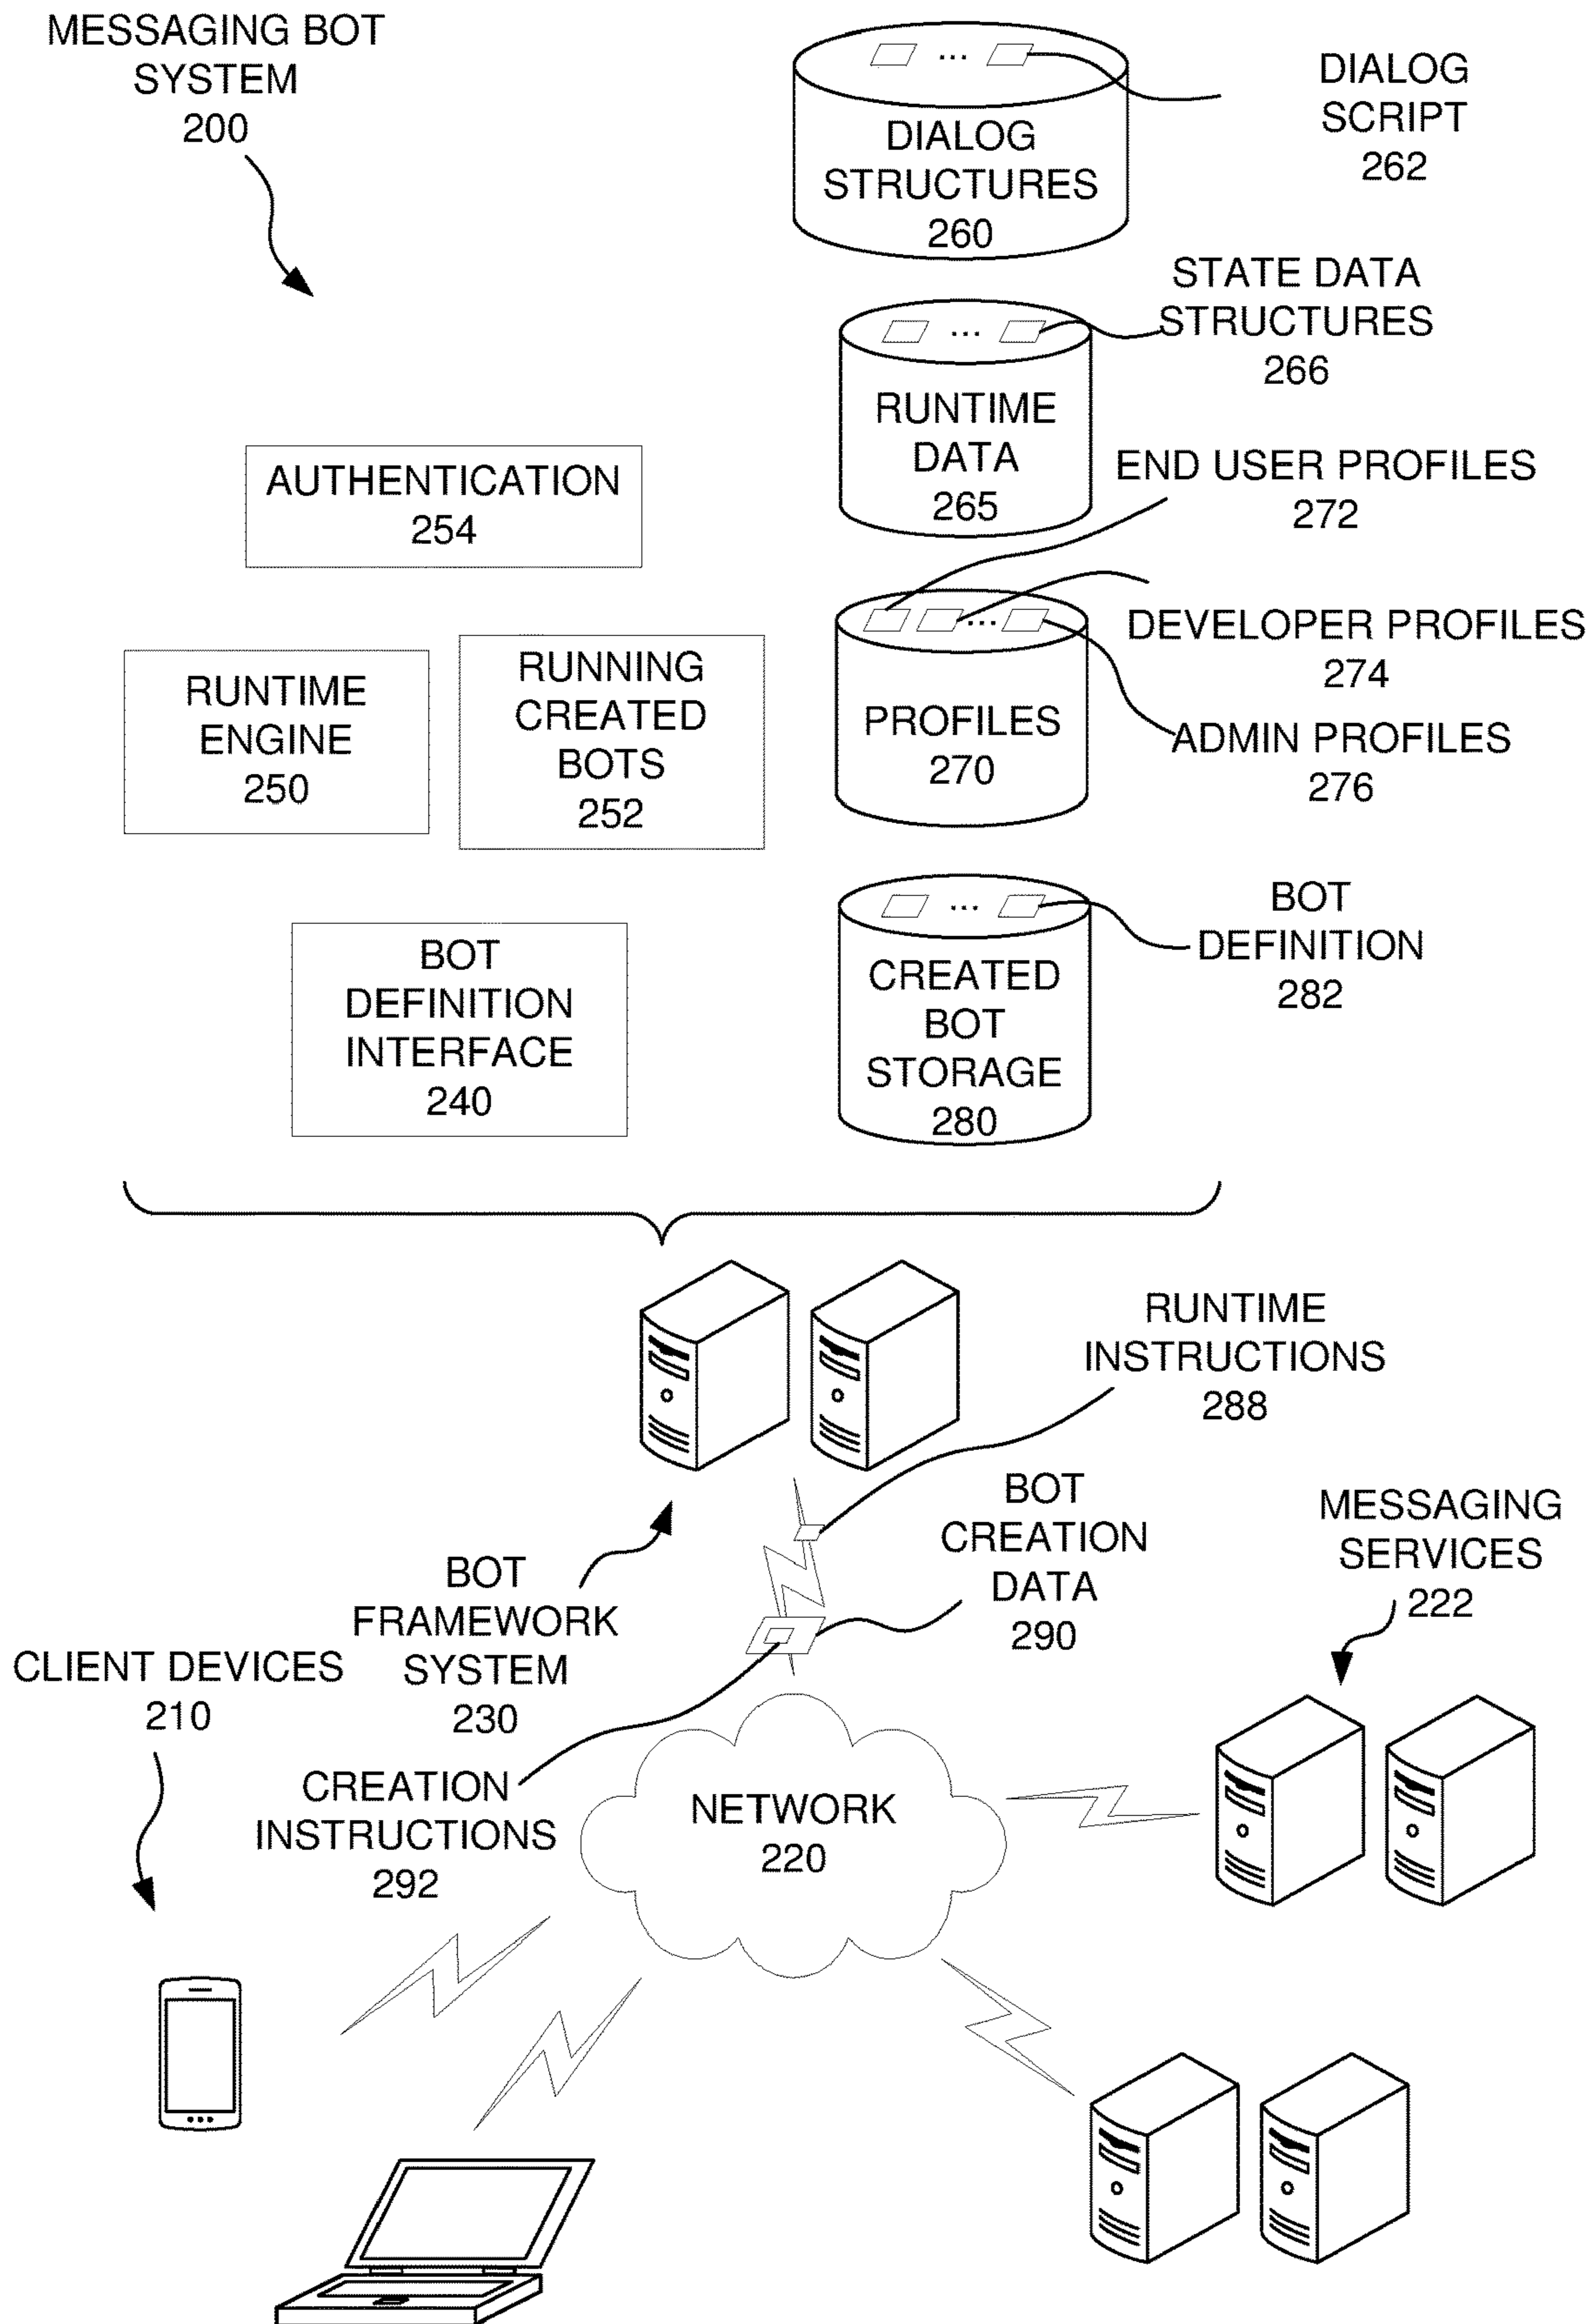 MESSAGING BOT
SYSTEM
200
...
DIALOG
STRUCTURES
260
DIALOG
SCRIPT
262
STATE DATA
STRUCTURES
266
...
RUNTIME
DATA
265
AUTHENTICATION
254
END USER PROFILES
272
RUNTIME
ENGINE
250
RUNNING
CREATED
BOTS
252
...
PROFILES
270
DEVELOPER PROFILES
274
ADMIN PROFILES
276
BOT
DEFINITION
INTERFACE
240
...
CREATED
BOT
STORAGE
280
BOT
DEFINITION
282
RUNTIME
INSTRUCTIONS
288
BOT
CREATION
DATA
290
MESSAGING
SERVICES
222
BOT
FRAMEWORK
SYSTEM
230
CLIENT DEVICES
210
CREATION
INSTRUCTIONS
292
NETWORK
220